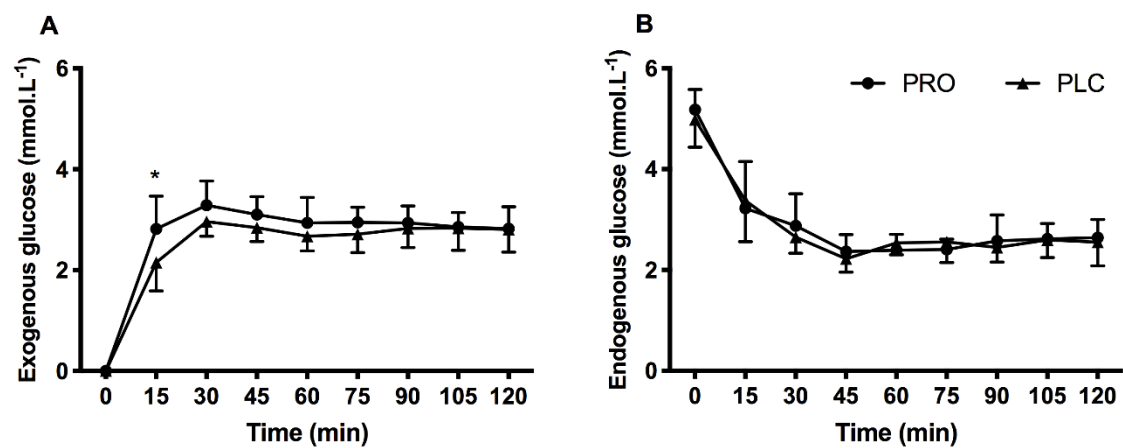 A
Exogenous glucose (mmol.L⁻¹)
6
4
2
0
*
0 15 30 45 60 75 90 105 120
Time (min)
B
Endogenous glucose (mmol.L⁻¹)
6
4
2
0
PRO PLC
0 15 30 45 60 75 90 105 120
Time (min)